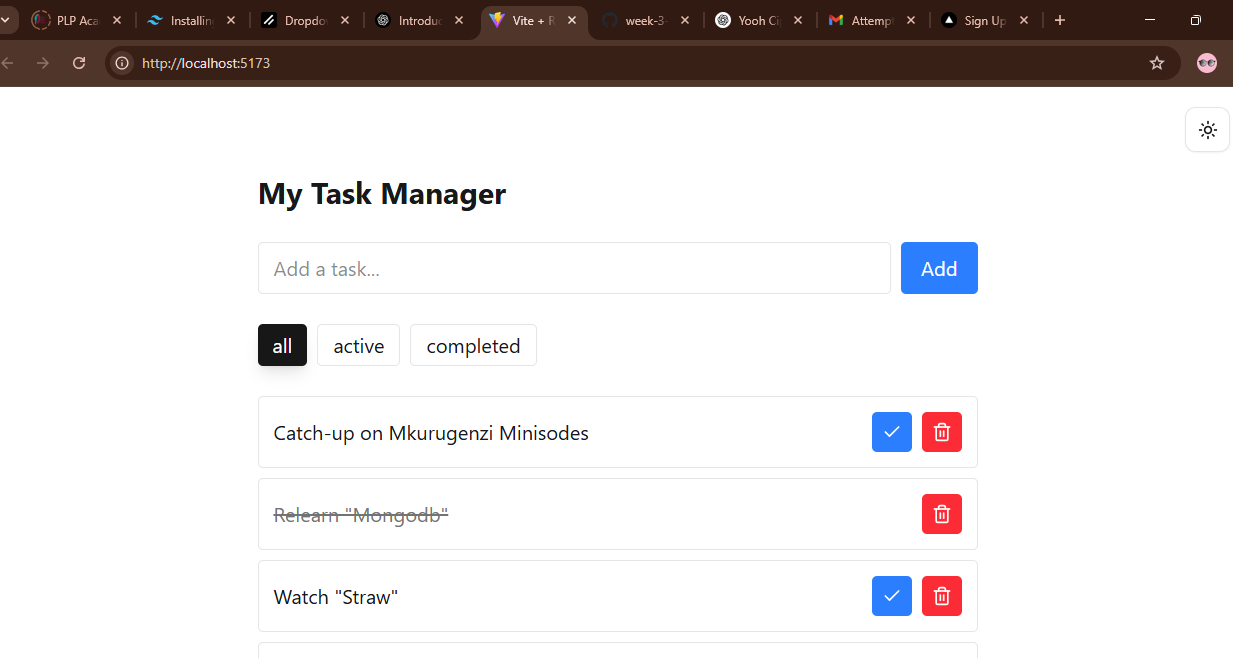 PLP Aca
Installin
Dropdov
Introduc
Vite + R
week-3-
Yooh Ci
Attempt
Sign Up
http://localhost:5173
My Task Manager
Add a task...
Add
all
active
completed
Catch-up on Mkurugenzi Minisodes
Relearn "Mongodb"
Watch "Straw"